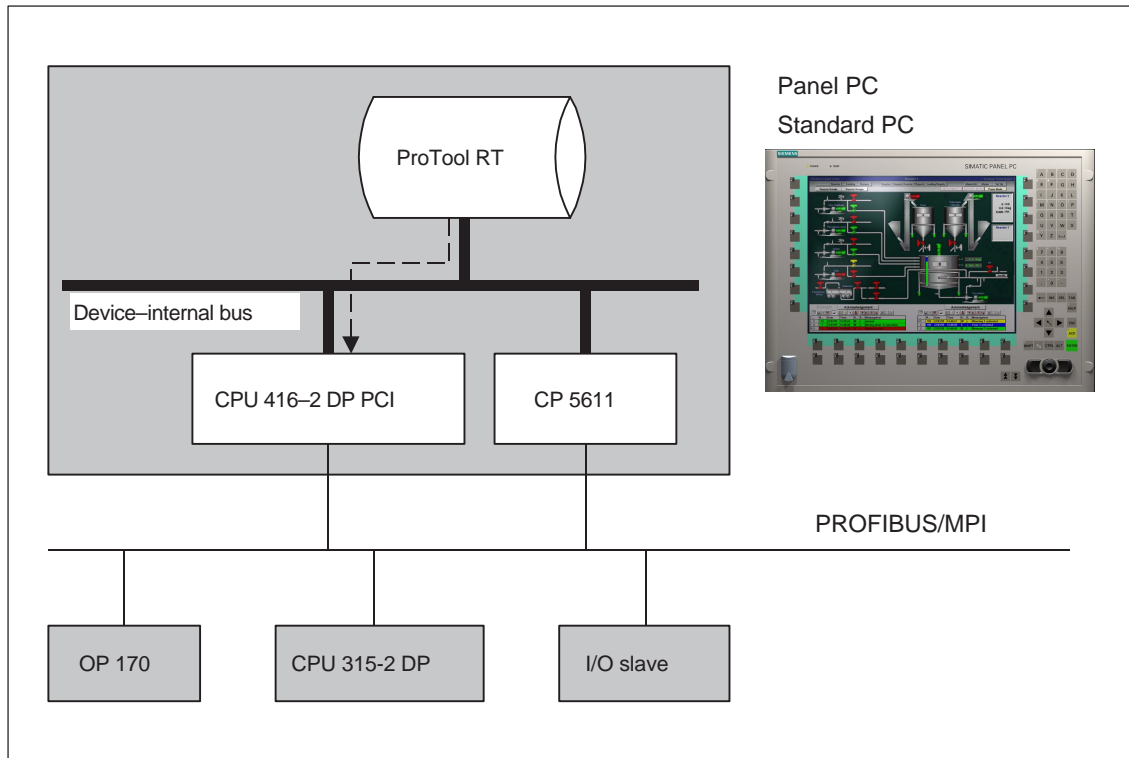 Panel PC
Standard PC
ProTool RT
SIEMENS
SIMATIC PANEL PC
Device–internal bus
CPU 416–2 DP PCI
CP 5611
PROFIBUS/MPI
OP 170
CPU 315-2 DP
I/O slave